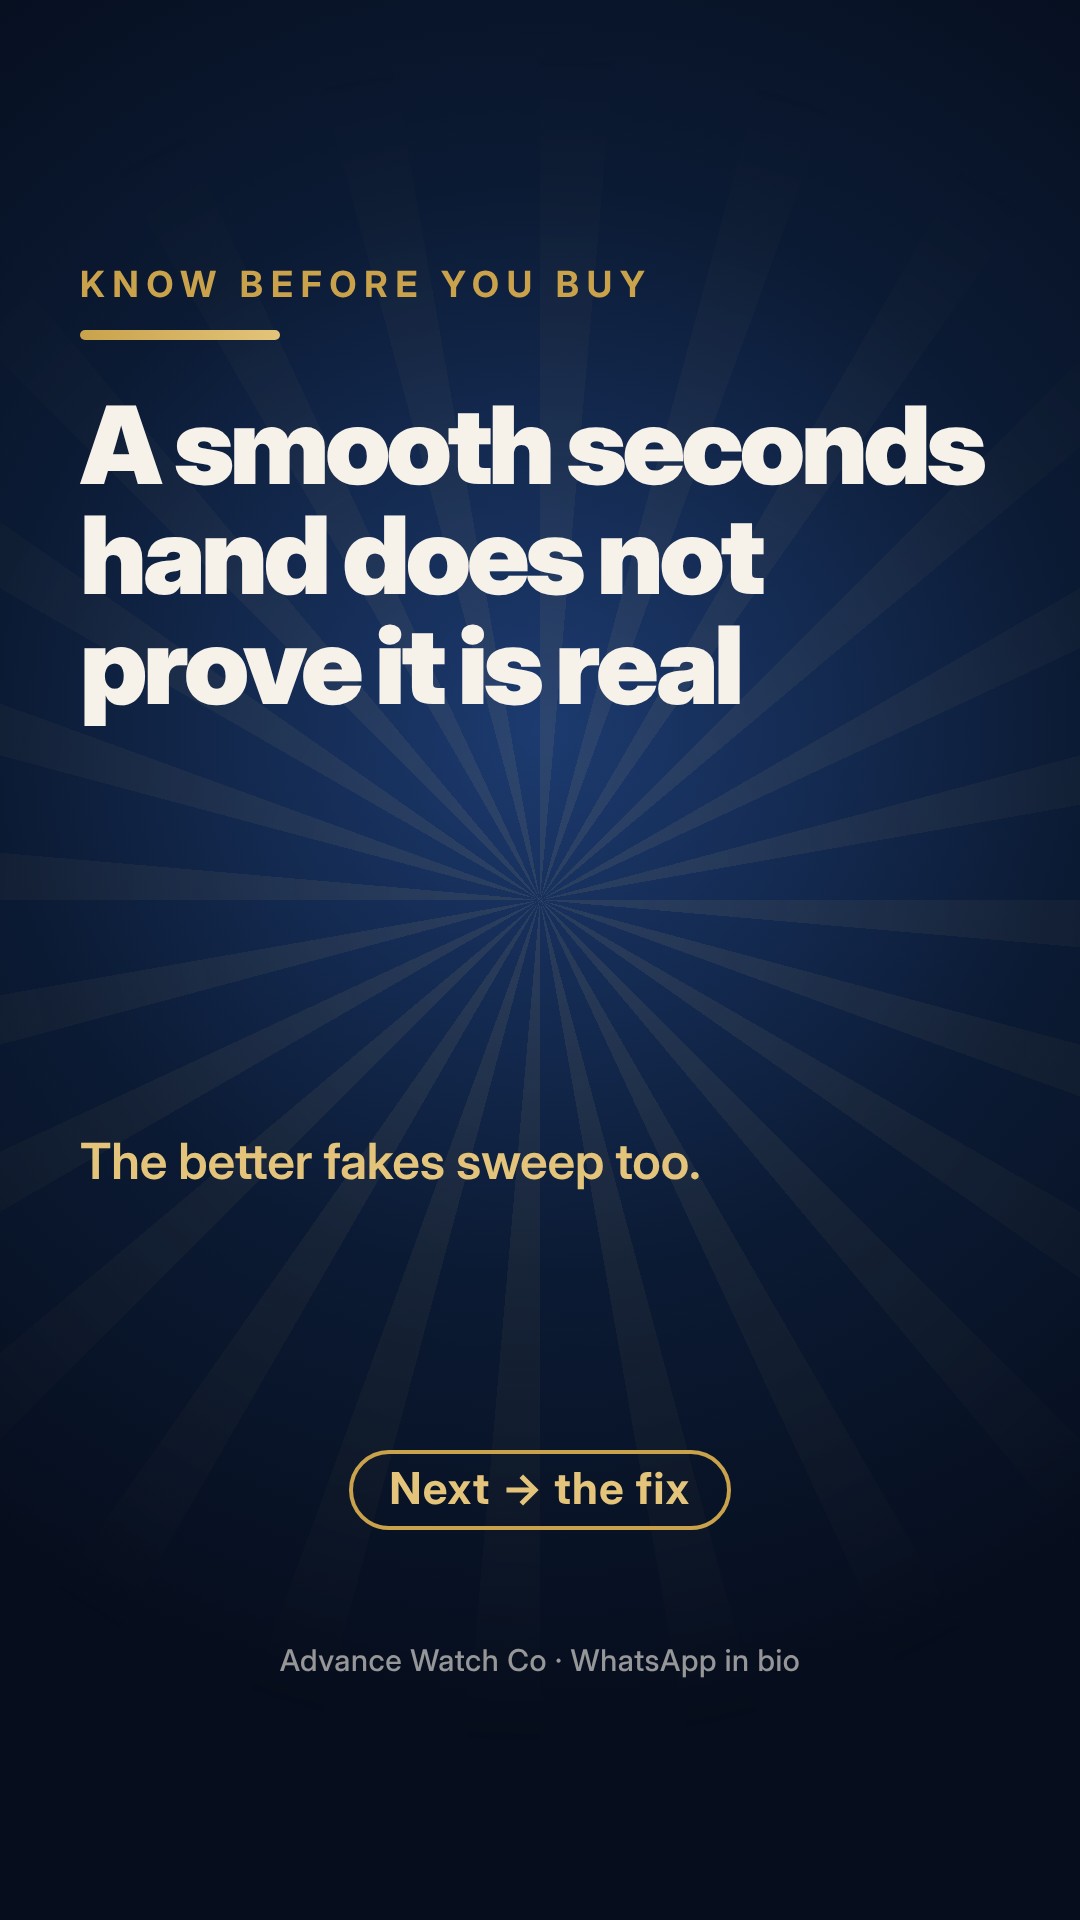 KNOW BEFORE YOU BUY
A smooth seconds
hand does not
prove it is real
The better fakes sweep too.
Next → the fix
Advance Watch Co · WhatsApp in bio